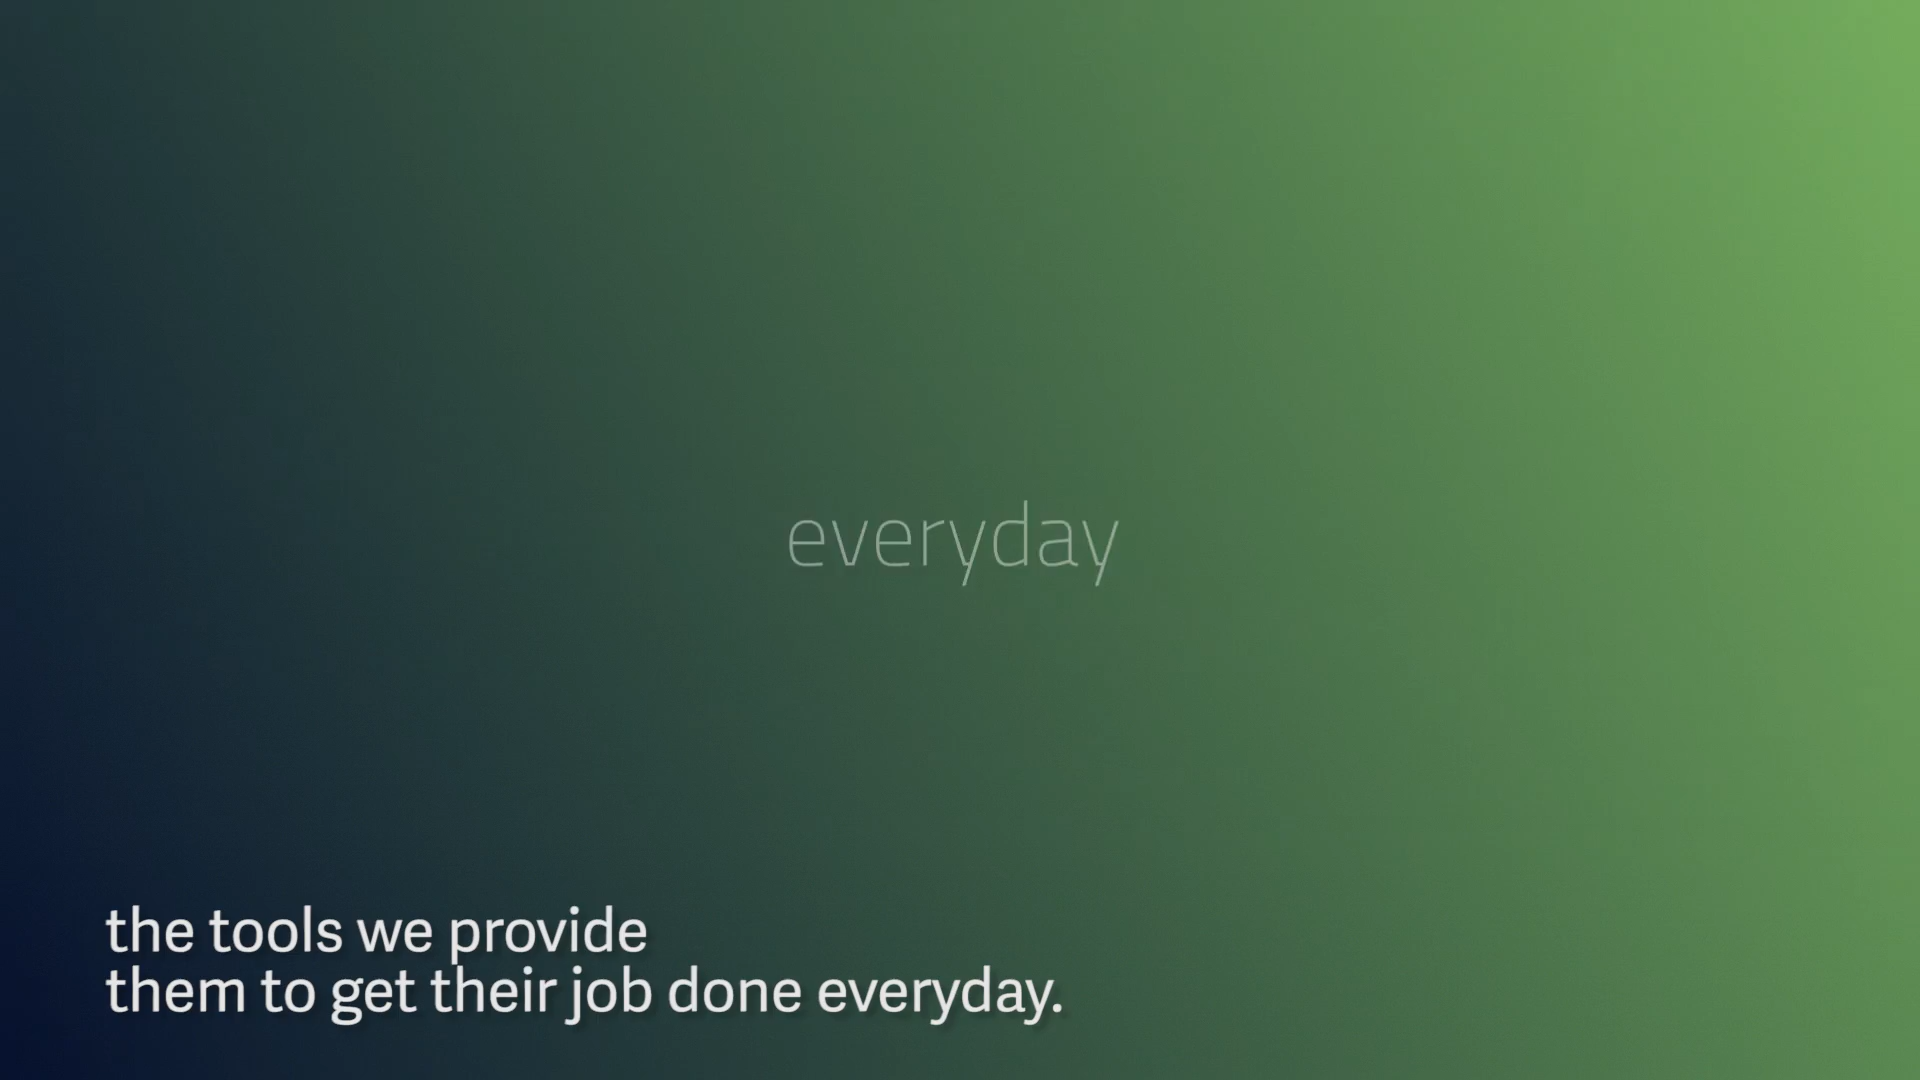 everyday
the tools we provide
them to get their job done everyday.